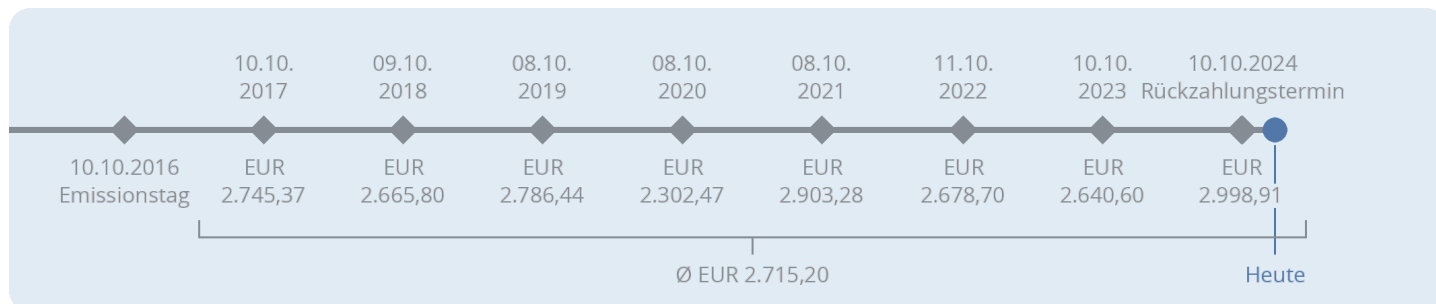 10.10.
2017
09.10.
2018
08.10.
2019
08.10.
2020
08.10.
2021
11.10.
2022
10.10.
2023
10.10.2024
Rückzahlungstermin
10.10.2016
Emissionstag
EUR
2.745,37
EUR
2.665,80
EUR
2.786,44
EUR
2.302,47
EUR
2.903,28
EUR
2.678,70
EUR
2.640,60
EUR
2.998,91
Ø EUR 2.715,20
Heute